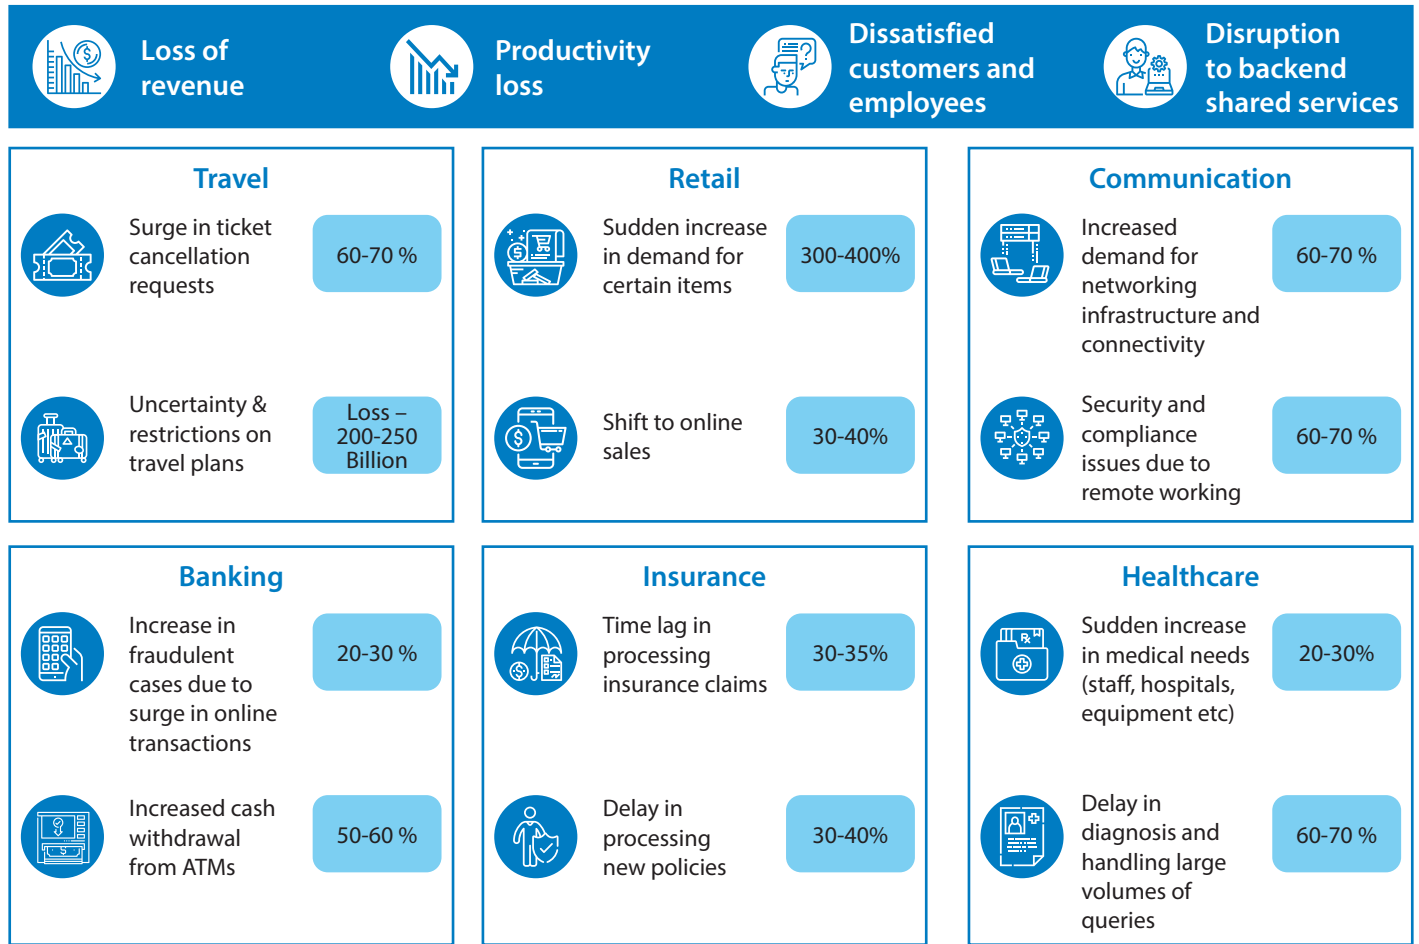 Loss of
revenue
Productivity
loss
Dissatisfied
customers and
employees
Disruption
to backend
shared services
Travel
Surge in ticket
cancellation
requests
60-70 %
Uncertainty &
restrictions on
travel plans
Loss –
200-250
Billion
Retail
Sudden increase
in demand for
certain items
300-400%
Shift to online
sales
30-40%
Communication
Increased
demand for
networking
infrastructure and
connectivity
60-70 %
Security and
compliance
issues due to
remote working
60-70 %
Banking
Increase in
fraudulent
cases due to
surge in online
transactions
20-30 %
Increased cash
withdrawal
from ATMs
50-60 %
Insurance
Time lag in
processing
insurance claims
30-35%
Delay in
processing
new policies
30-40%
Healthcare
Sudden increase
in medical needs
(staff, hospitals,
equipment etc)
20-30%
Delay in
diagnosis and
handling large
volumes of
queries
60-70 %